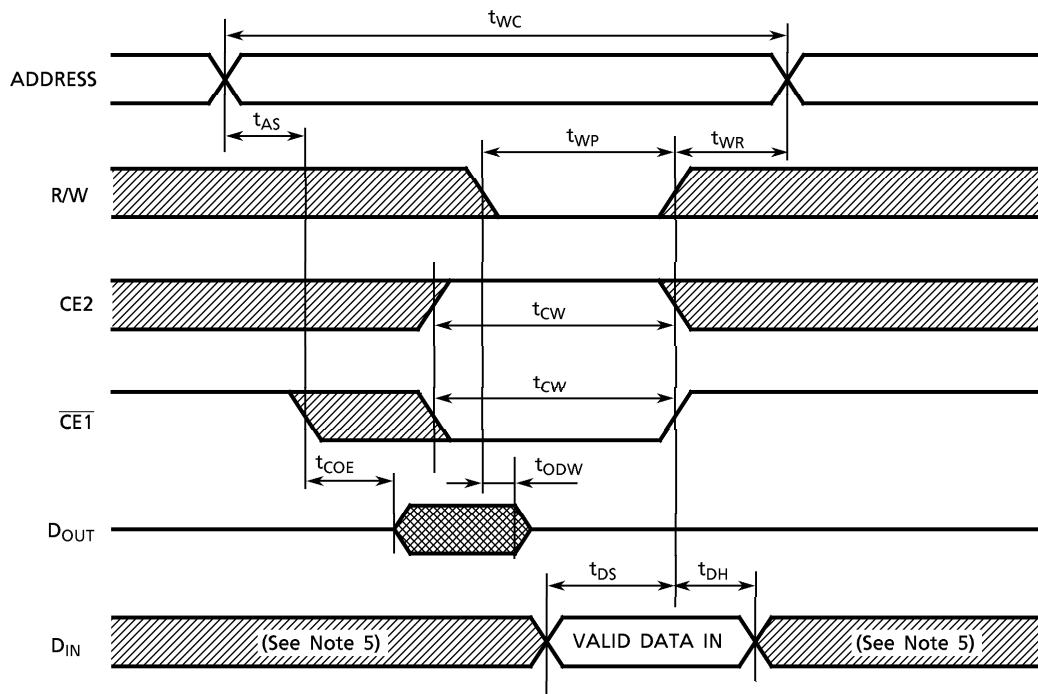 tWC
ADDRESS
tAS
tWP
tWR
R/W
CE2
tCW
tCW
CE1
tCOE
tODW
DOUT
tDS
tDH
DIN
(See Note 5)
VALID DATA IN
(See Note 5)